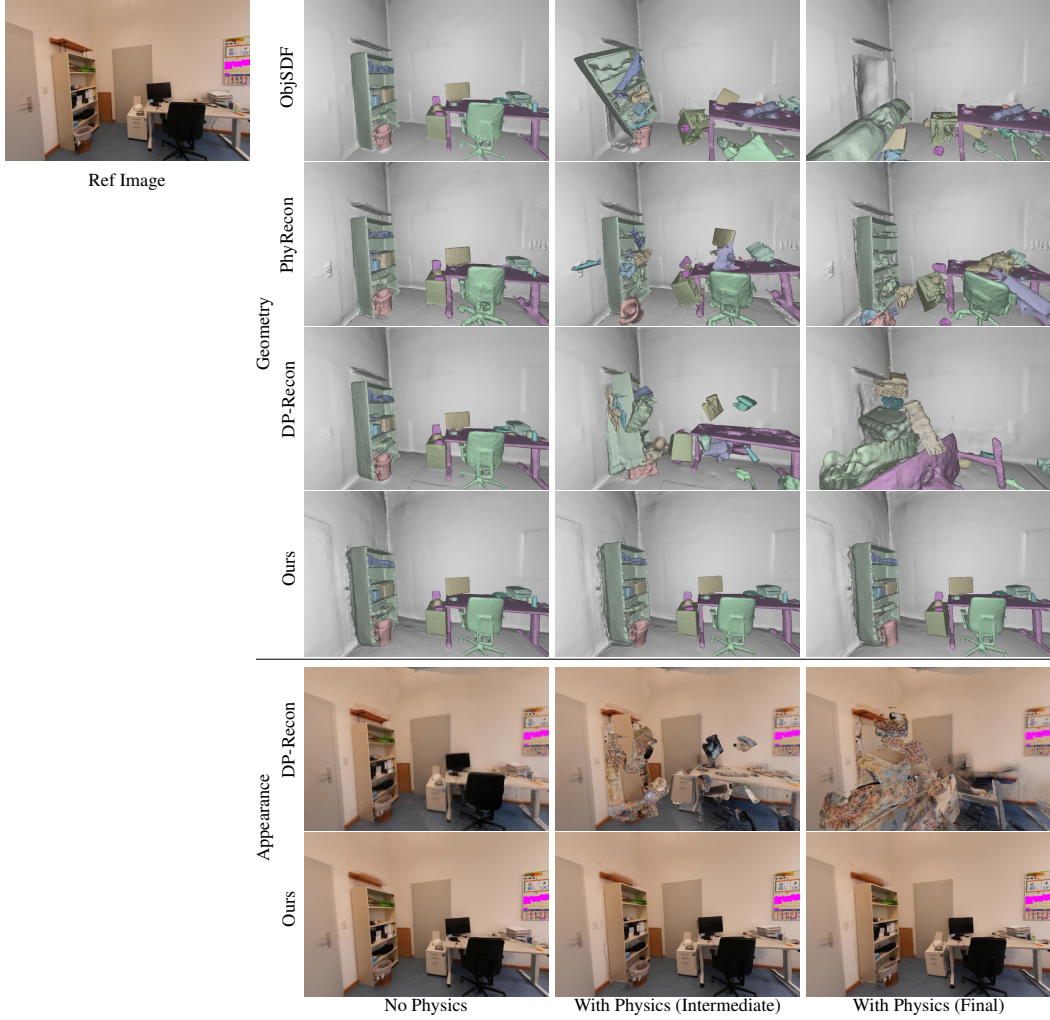 Ref Image
Geometry
ObjSDF
PhyRecon
DP-Recon
Ours
Appearance
DP-Recon
Ours
No Physics
With Physics (Intermediate)
With Physics (Final)